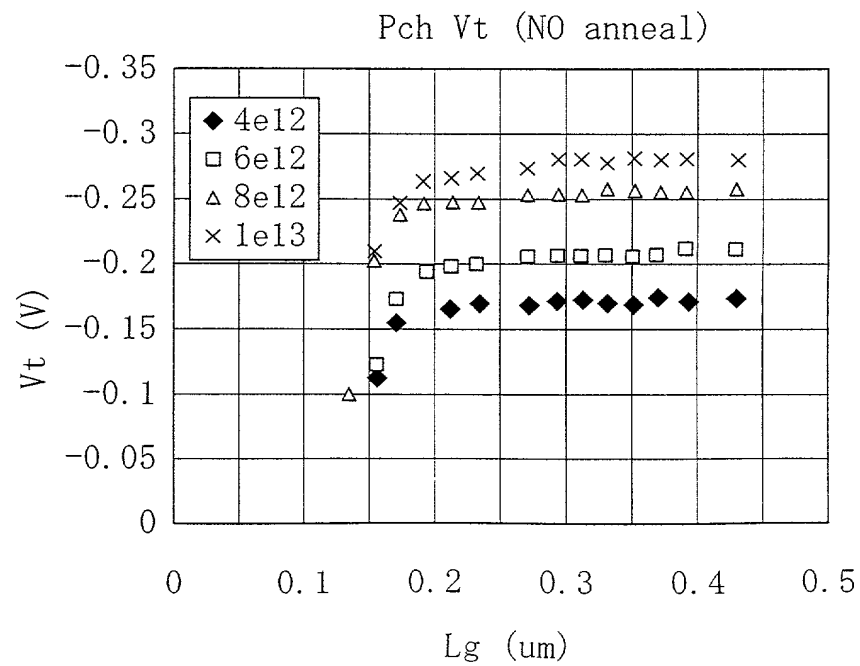 Pch Vt (NO anneal)
-0.35
-0.3
-0.25
-0.2
-0.15
-0.1
-0.05
0
4e12
6e12
8e12
1e13
Vt (V)
0
0.1
0.2
0.3
0.4
0.5
Lg (um)